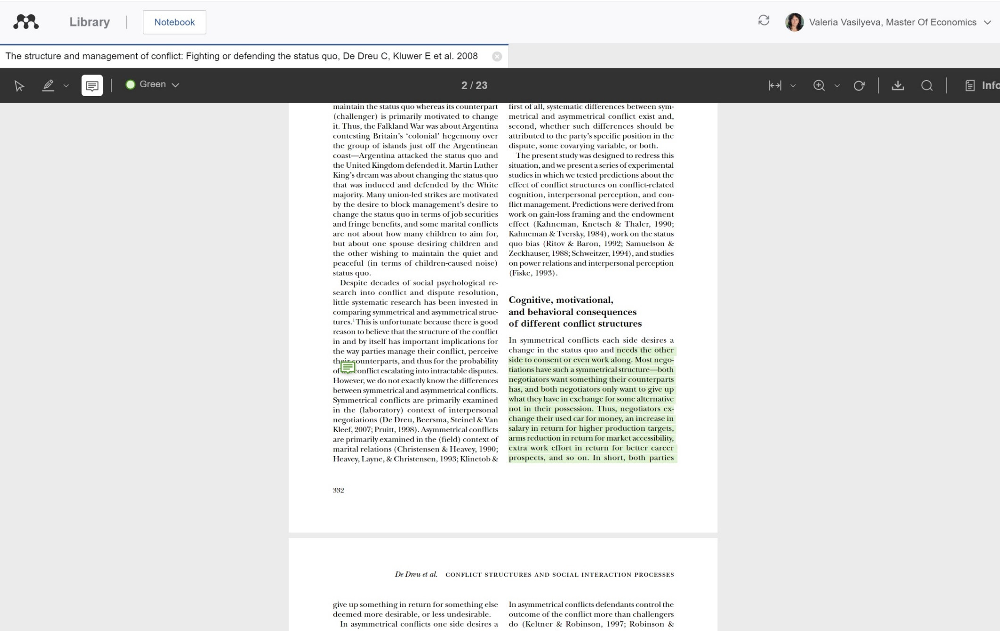 Library
Notebook
Valeria Vasilyeva, Master Of Economics
The structure and management of conflict: Fighting or defending the status quo, De Dreu C, Kluwer E et al. 2008
Green
2 / 23
Info
maintain the status quo whereas its counterpart
(challenger) is primarily motivated to change
it. Thus, the Falkland War was about Argentina
contesting Britain's ‘colonial’ hegemony over
the group of islands just off the Argentinean
coast—Argentina attacked the status quo and
the United Kingdom defended it. Martin Luther
King's dream was about changing the status quo
that was induced and defended by the White
majority. Many union-led strikes are motivated
by the desire to block management's desire to
change the status quo in terms of job securities
and fringe benefits, and some marital conflicts
are not about how many children to aim for,
but about one spouse desiring children and
the other wishing to maintain the quiet and
peaceful (in terms of children-caused noise)
status quo.
Despite decades of social psychological re-
search into conflict and dispute resolution,
little systematic research has been invested in
comparing symmetrical and asymmetrical struc-
tures.¹ This is unfortunate because there is good
reason to believe that the structure of the conflict
in and by itself has important implications for
the way parties manage their conflict, perceive
their counterparts, and thus for the probability
of conflict escalating into intractable disputes.
However, we do not exactly know the differences
between symmetrical and asymmetrical conflicts.
Symmetrical conflicts are primarily examined
in the (laboratory) context of interpersonal
negotiations (De Dreu, Beersma, Steinel & Van
Kleef, 2007; Pruitt, 1998). Asymmetrical conflicts
are primarily examined in the (field) context of
marital relations (Christensen & Heavey, 1990;
Heavey, Layne, & Christensen, 1993; Klinetob &
first of all, systematic differences between sym-
metrical and asymmetrical conflict exist and,
second, whether such differences should be
attributed to the party's specific position in the
dispute, some covarying variable, or both.
The present study was designed to redress this
situation, and we present a series of experimental
studies in which we tested predictions about the
effect of conflict structures on conflict-related
cognition, interpersonal perception, and con-
flict management. Predictions were derived from
work on gain-loss framing and the endowment
effect (Kahneman, Knetsch & Thaler, 1990;
Kahneman & Tversky, 1984), work on the status
quo bias (Ritov & Baron, 1992; Samuelson &
Zeckhauser, 1988; Schweitzer, 1994), and studies
on power relations and interpersonal perception
(Fiske, 1993).
Cognitive, motivational,
and behavioral consequences
of different conflict structures
In symmetrical conflicts each side desires a
change in the status quo and needs the other
side to consent or even work along. Most nego-
tiations have such a symmetrical structure—both
negotiators want something their counterparts
has, and both negotiators only want to give up
what they have in exchange for some alternative
not in their possession. Thus, negotiators ex-
change their used car for money, an increase in
salary in return for higher production targets,
arms reduction in return for market accessibility,
extra work effort in return for better career
prospects, and so on. In short, both parties
332
De Dreu et al. CONFLICT STRUCTURES AND SOCIAL INTERACTION PROCESSES
give up something in return for something else
deemed more desirable, or less undesirable.
In asymmetrical conflicts one side desires a
In asymmetrical conflicts defendants control the
outcome of the conflict more than challengers
do (Keltner & Robinson, 1997; Robinson &